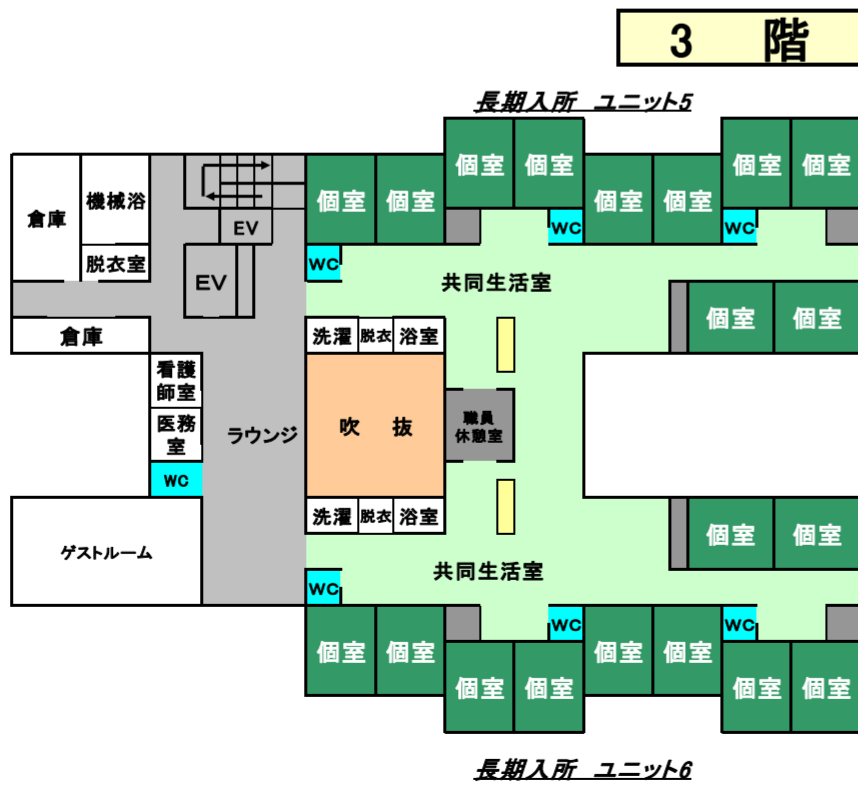 3 階
長期入所 ユニット5
個室 個室
個室 個室
個室 個室
個室 個室
倉庫
機械浴
EV
WC
WC
脱衣室
WC
EV
共同生活室
個室 個室
倉庫
洗濯 脱衣 浴室
看護
師室
医務
室
ラウンジ
吹 抜
職員
休憩室
WC
洗濯 脱衣 浴室
個室 個室
ゲストルーム
共同生活室
WC
WC
WC
個室 個室
個室 個室
個室 個室
個室 個室
長期入所 ユニット6